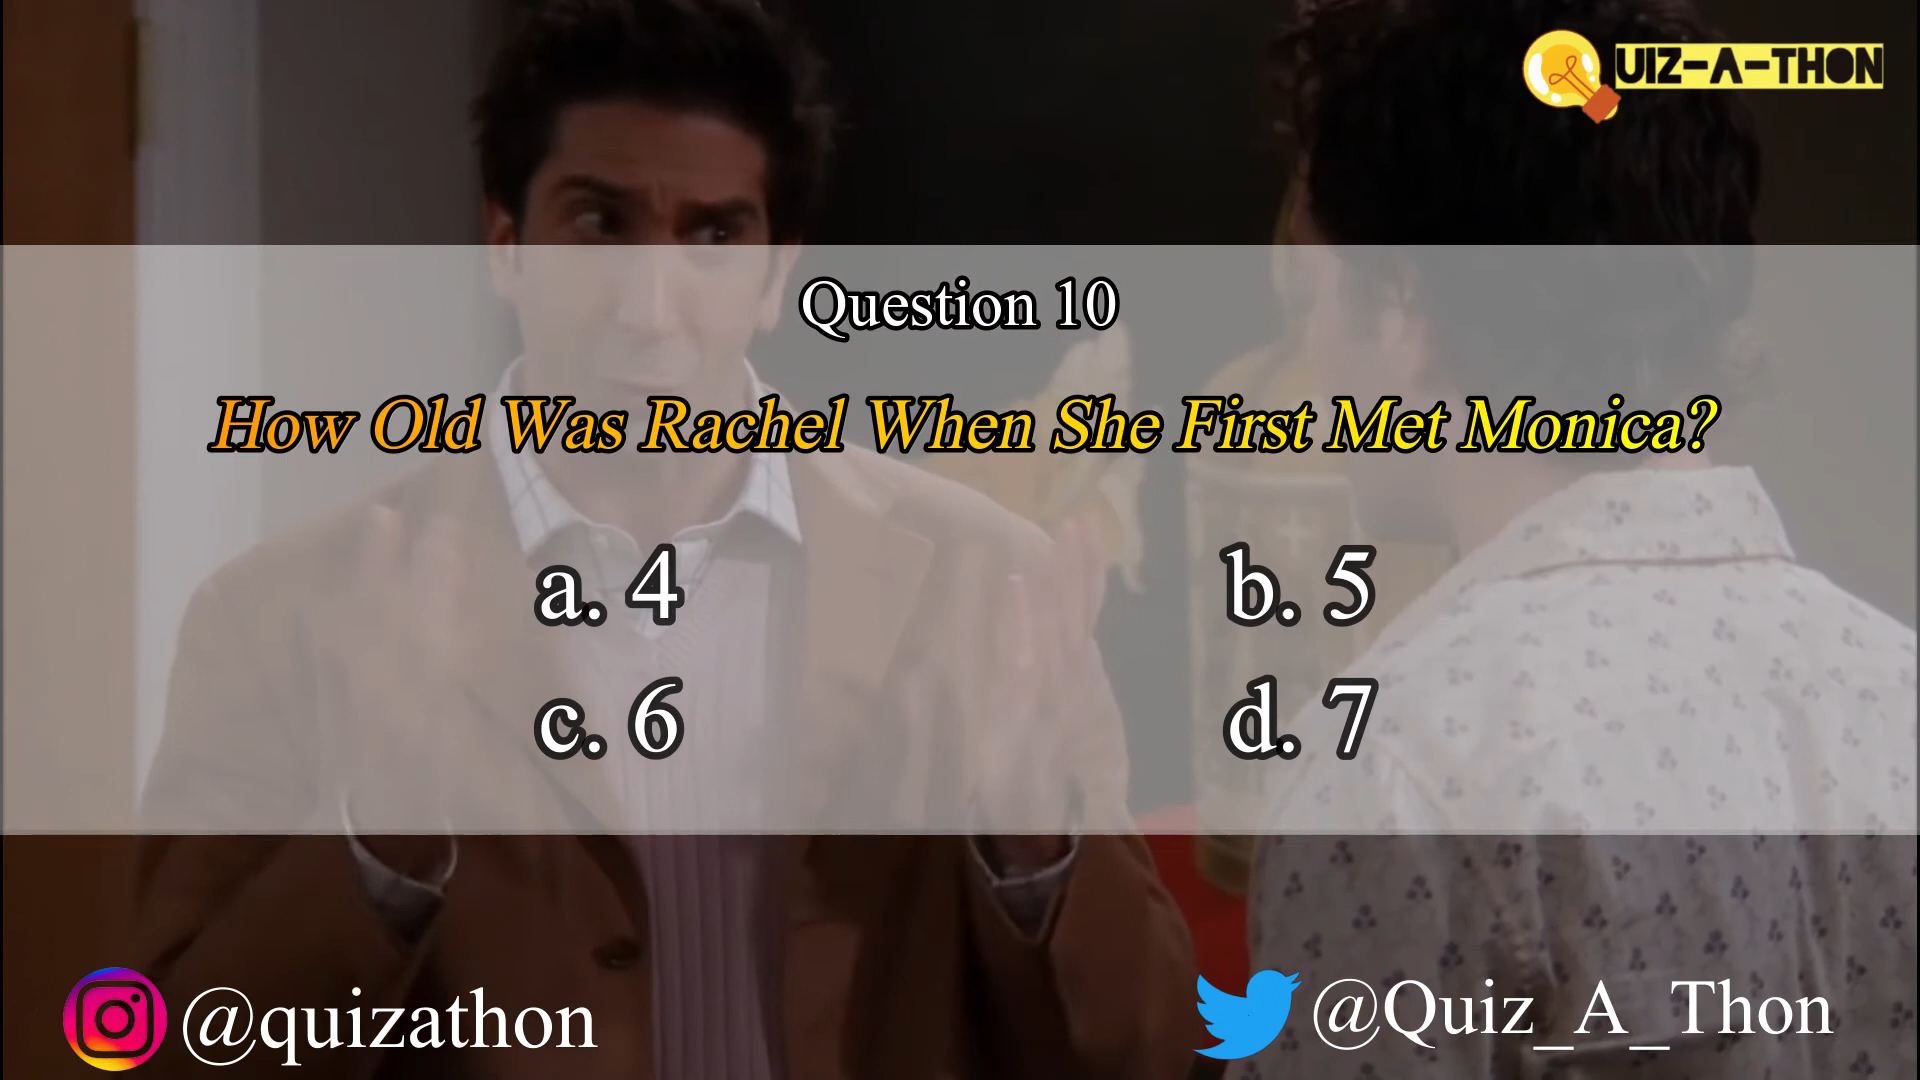 UIZ-A-THON
Question 10
How Old Was Rachel When She First Met Monica?
a. 4
b. 5
c. 6
d. 7
@quizathon
@Quiz_A_Thon